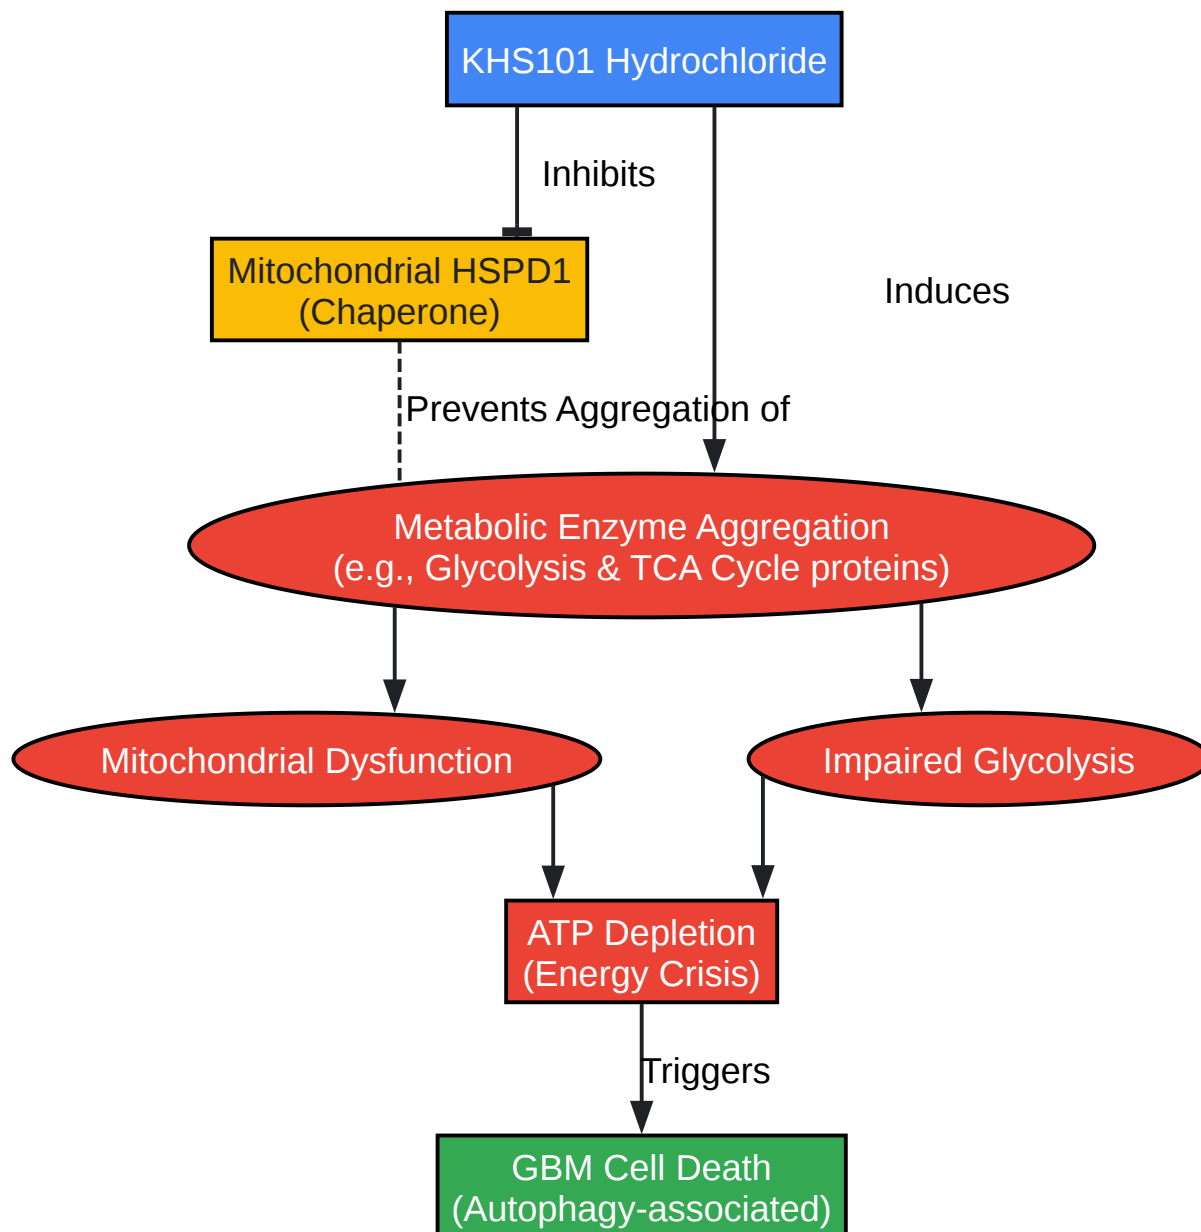 KHS101 Hydrochloride
Inhibits
Mitochondrial HSPD1
(Chaperone)
Induces
Prevents Aggregation of
Metabolic Enzyme Aggregation
(e.g., Glycolysis & TCA Cycle proteins)
Mitochondrial Dysfunction
Impaired Glycolysis
ATP Depletion
(Energy Crisis)
Triggers
GBM Cell Death
(Autophagy-associated)